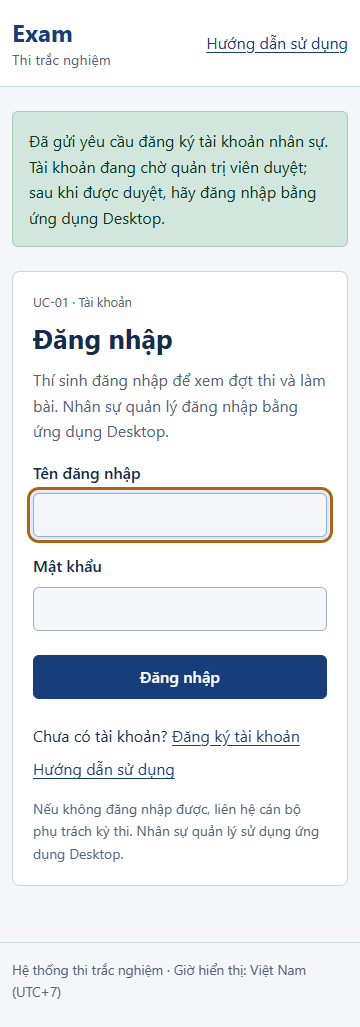 Exam
Thi trắc nghiệm
Hướng dẫn sử dụng
Đã gửi yêu cầu đăng ký tài khoản nhân sự.
Tài khoản đang chờ quản trị viên duyệt;
sau khi được duyệt, hãy đăng nhập bằng
ứng dụng Desktop.
UC-01 · Tài khoản
Đăng nhập
Thí sinh đăng nhập để xem đợt thi và làm
bài. Nhân sự quản lý đăng nhập bằng
ứng dụng Desktop.
Tên đăng nhập
Mật khẩu
Đăng nhập
Chưa có tài khoản? Đăng ký tài khoản
Hướng dẫn sử dụng
Nếu không đăng nhập được, liên hệ cán bộ
phụ trách kỳ thi. Nhân sự quản lý sử dụng ứng
dụng Desktop.
Hệ thống thi trắc nghiệm · Giờ hiển thị: Việt Nam
(UTC+7)